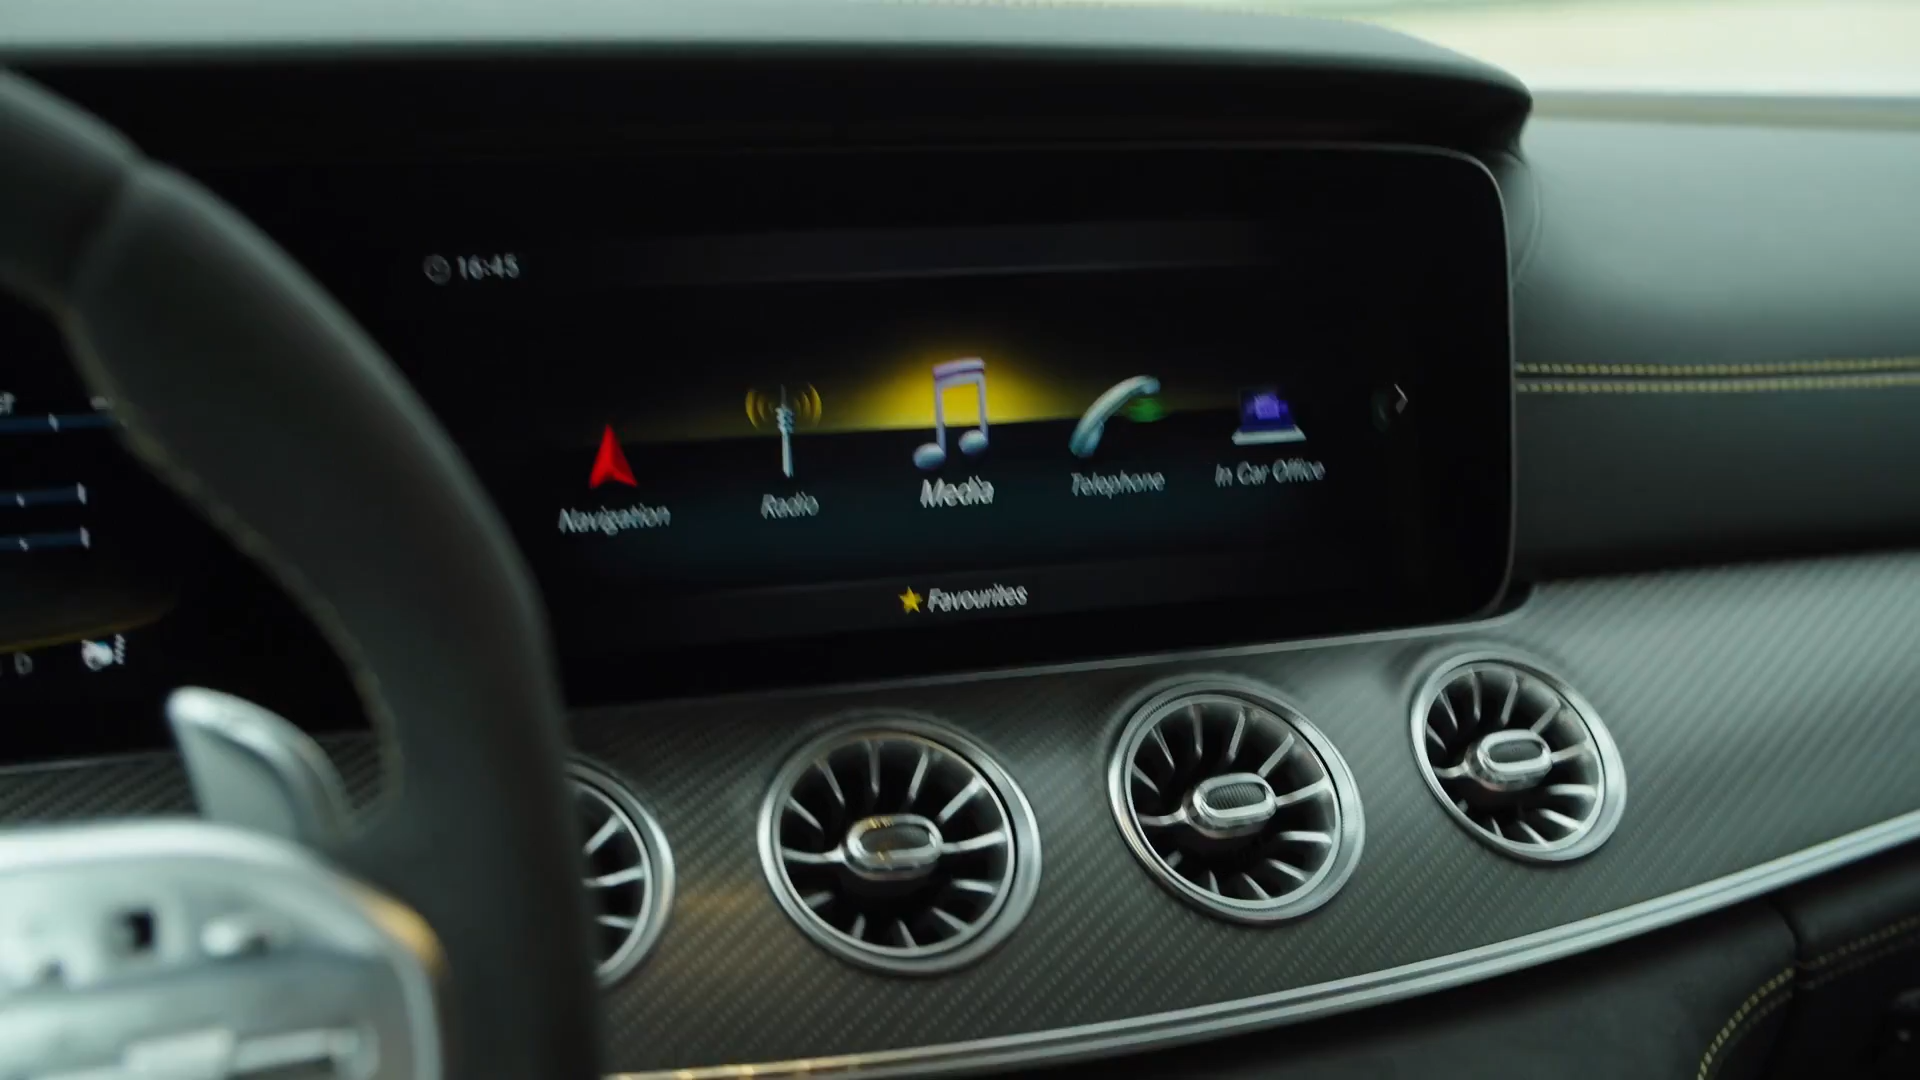 16:45
Navigation
Radio
Media
Telephone
In Car Office
Favourites
D